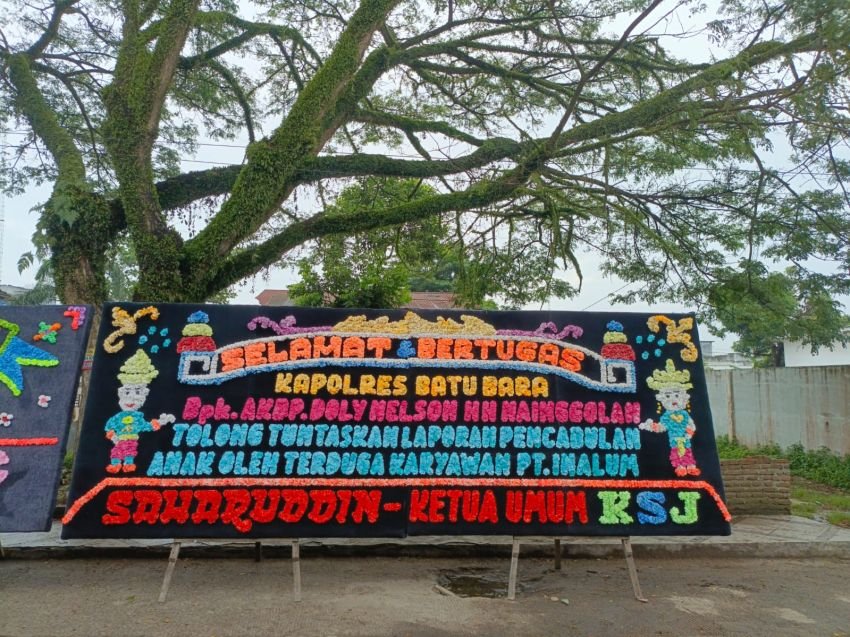 SELAMAT & BERTUGAS
KAPOLRES BATU BARA
Bpk. AKBP. DOLY NELSON HH NAINGGOLAN
TOLONG TUNTASKAN LAPORAN PENCABULAN
ANAK OLEH TERDUGA KARYAWAN PT. INALUM
SAHARUDDIN - KETUA UMUM KSJ